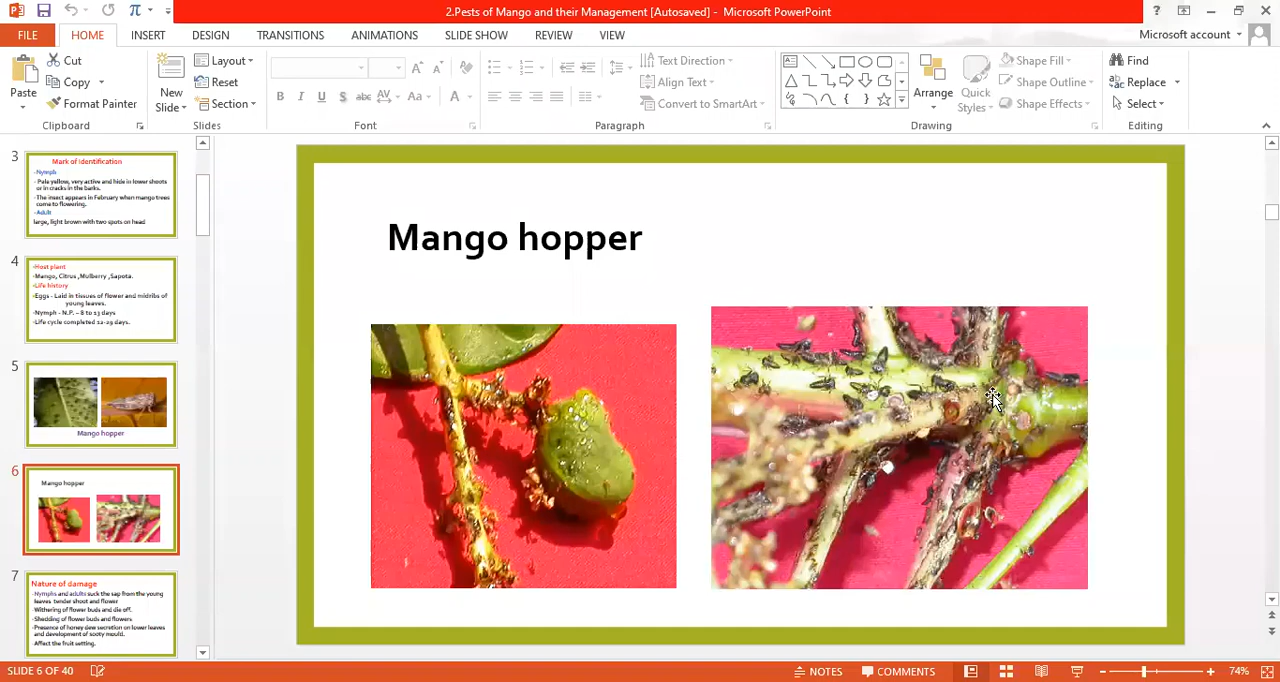 2.Pests of Mango and their Management [Autosaved] - Microsoft PowerPoint
FILE HOME INSERT DESIGN TRANSITIONS ANIMATIONS SLIDE SHOW REVIEW VIEW Microsoft account
Paste
Cut
Copy
Format Painter
Clipboard
New
Slide
Layout
Reset
Section
Slides
Font
Text Direction
Align Text
Convert to SmartArt
Paragraph
Arrange
Quick
Styles
Shape Fill
Shape Outline
Shape Effects
Drawing
Find
Replace
Select
Editing
3
Mark of Identification
-Nymph
- Pale yellow, very active and hide in lower shoots
or in cracks in the barks.
-The insect appears in February when mango trees
come to flowering.
-Adult
large, light brown with two spots on head
4
-Host plant
-Mango, Citrus ,Mulberry ,Sapota.
-Life history
-Eggs - Laid in tissues of flower and midribs of
young leaves.
-Nymph - N.P. – 8 to 13 days
-Life cycle completed 12-19 days.
5
Mango hopper
6
Mango hopper
7
Nature of damage
-Nymphs and adults suck the sap from the young
leaves tender shoot and flower
-Withering of flower buds and die off.
-Shedding of flower buds and flowers
-Presence of honey dew secretion on lower leaves
and development of sooty mould.
-Affect the fruit setting.
Mango hopper
SLIDE 6 OF 40
NOTES
COMMENTS
74%